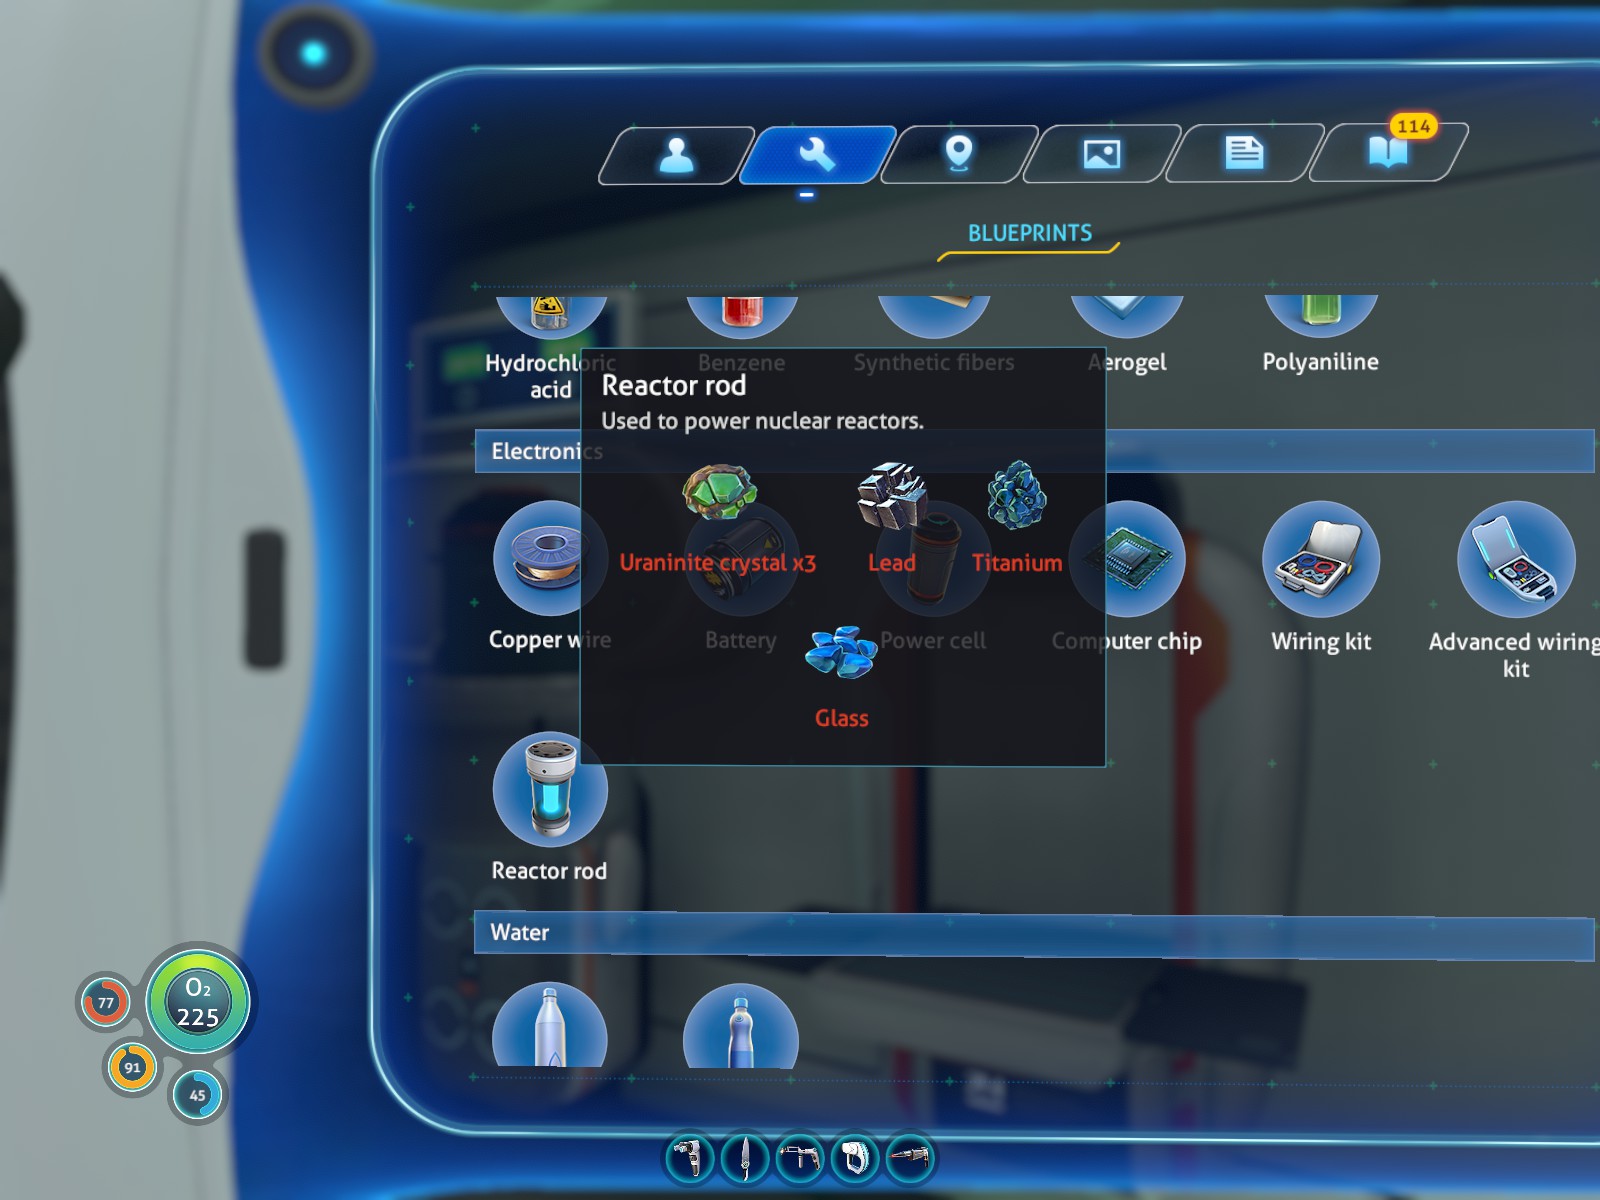 114
BLUEPRINTS
Hydrochloric acid
Benzene
Synthetic fibers
Aerogel
Polyaniline
Reactor rod
Used to power nuclear reactors.
Electronics
Uraninite crystal x3
Lead
Titanium
Glass
Copper wire
Battery
Power cell
Computer chip
Wiring kit
Advanced wiring
kit
Reactor rod
Water
77
O₂
225
91
45